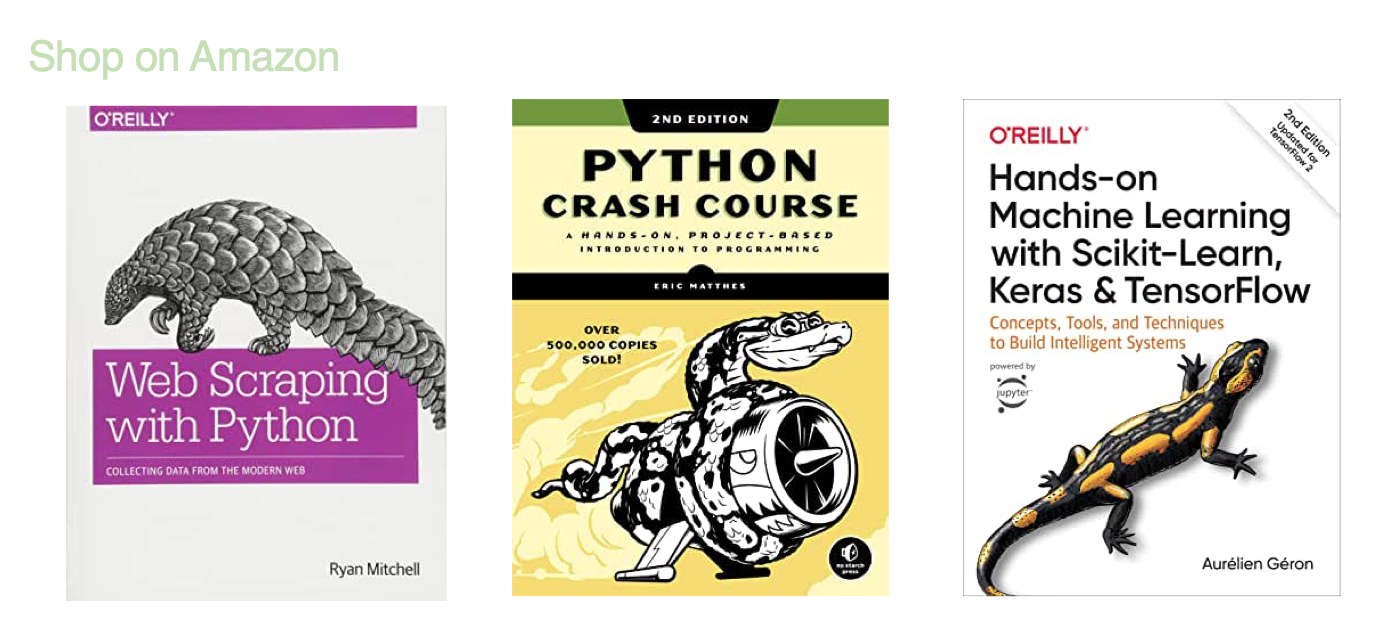 Shop on Amazon
O'REILLY®
Web Scraping
with Python
COLLECTING DATA FROM THE MODERN WEB
Ryan Mitchell
2ND EDITION
PYTHON
CRASH COURSE
A HANDS-ON, PROJECT-BASED
INTRODUCTION TO PROGRAMMING
ERIC MATTHES
OVER
500,000 COPIES
SOLD!
no starch
press
O'REILLY®
2nd Edition
Updated for
TensorFlow 2
Hands-on
Machine Learning
with Scikit-Learn,
Keras & TensorFlow
Concepts, Tools, and Techniques
to Build Intelligent Systems
powered by
jupyter
Aurélien Géron